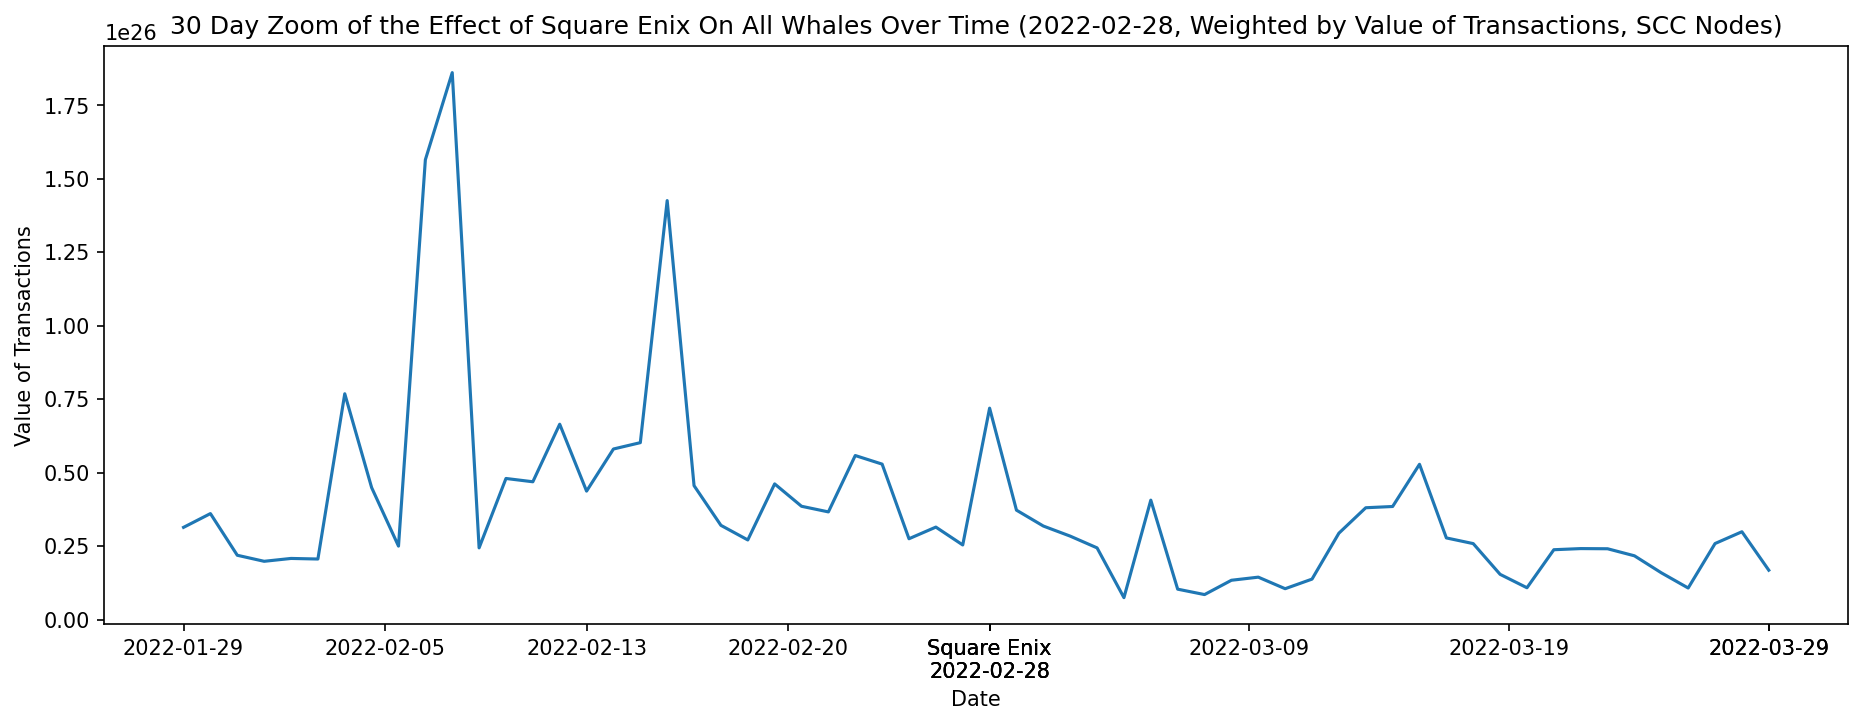 30 Day Zoom of the Effect of Square Enix On All Whales Over Time (2022-02-28, Weighted by Value of Transactions, SCC Nodes)
1e26
1.75
1.50
1.25
1.00
0.75
0.50
0.25
0.00
Value of Transactions
2022-01-29 2022-02-05 2022-02-13 2022-02-20 Square Enix 2022-03-09 2022-03-19 2022-03-29
2022-02-28
Date